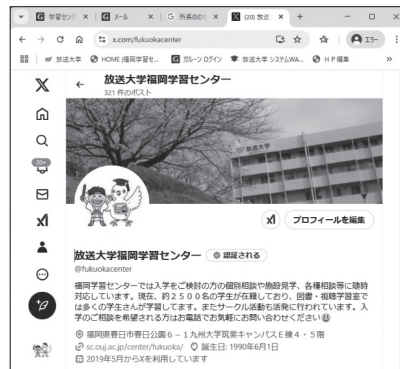 学習センタ
メール
所長のの
(20) 放送
x.com/fukukacenter
エラー
放送大学
HOME |福岡学習セ...
ガルーン ログイン
放送大学 システムWA...
HP編集
放送大学福岡学習センター
321 件のポスト
放送大学
プロフィールを編集
放送大学福岡学習センター 認証される
@fukuokacenter
福岡学習センターでは入学をご検討の方の個別相談や施設見学、各種相談等に随時
対応しています。現在、約2500名の学生が在籍しており、図書・視聴学習室で
は多くの学生さんが学習してます。またサークル活動も活発に行われています。入
学のご相談を希望される方はお電話でお気軽にお問い合わせください😃
福岡県春日市春日公園6-1九州大学筑紫キャンパスE棟4・5階
sc.ouj.ac.jp/center/fukuoka/ 誕生日: 1990年6月1日
2019年5月からXを利用しています
20+